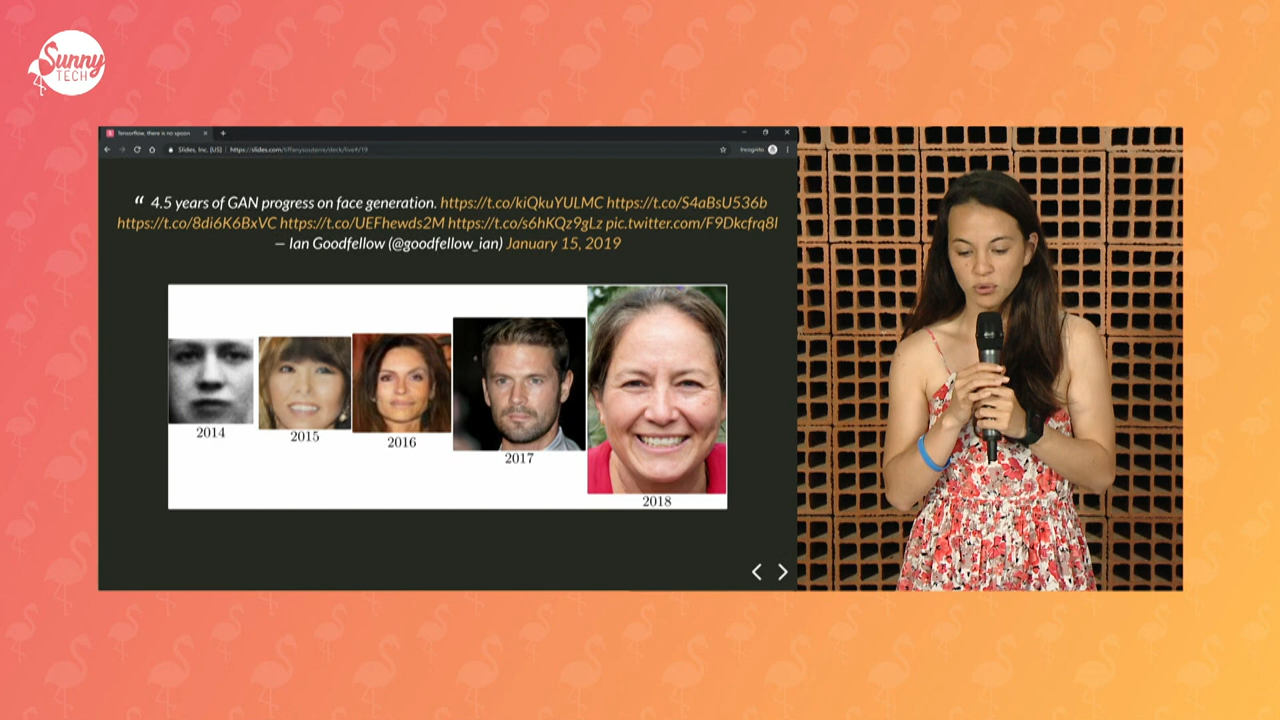 Sunny
TECH
Tensorflow, there is no spoon
Slides, Inc. [US] | https://slides.com/tiffanysouterre/deck/live#/19
Incognito
“ 4.5 years of GAN progress on face generation. https://t.co/kiQkuYULMC https://t.co/S4aBsU536b
https://t.co/8di6K6BxVC https://t.co/UEFhewds2M https://t.co/s6hKQz9gLz pic.twitter.com/F9Dkcfrq8l
— Ian Goodfellow (@goodfellow_ian) January 15, 2019
2014
2015
2016
2017
2018